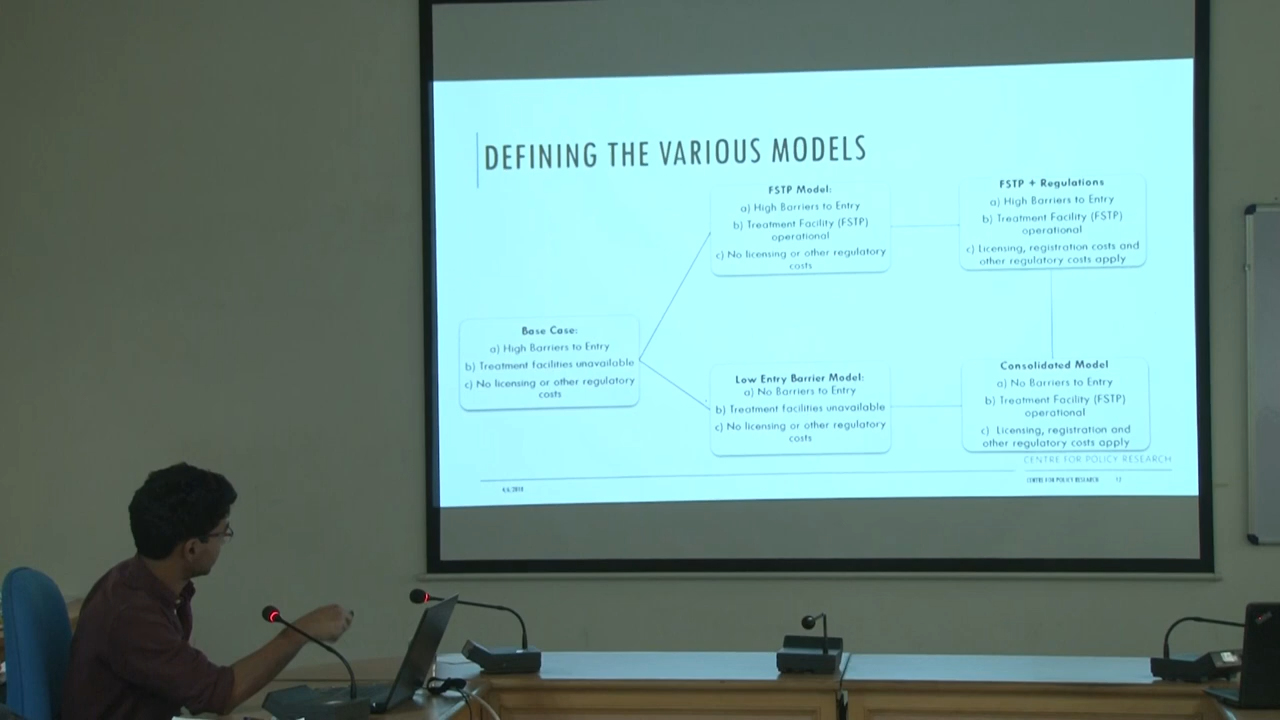 DEFINING THE VARIOUS MODELS
FSTP Model:
a) High Barriers to Entry
b) Treatment Facility (FSTP)
operational
c) No licensing or other regulatory
costs
FSTP + Regulations
a) High Barriers to Entry
b) Treatment Facility (FSTP)
operational
c) Licensing, registration costs and
other regulatory costs apply
Base Case:
a) High Barriers to Entry
b) Treatment facilities unavailable
c) No licensing or other regulatory
costs
Low Entry Barrier Model:
a) No Barriers to Entry
b) Treatment facilities unavailable
c) No licensing or other regulatory
costs
Consolidated Model
a) No Barriers to Entry
b) Treatment Facility (FSTP)
operational
c) Licensing, registration and
other regulatory costs apply
CENTRE FOR POLICY RESEARCH
CENTRE FOR POLICY RESEARCH